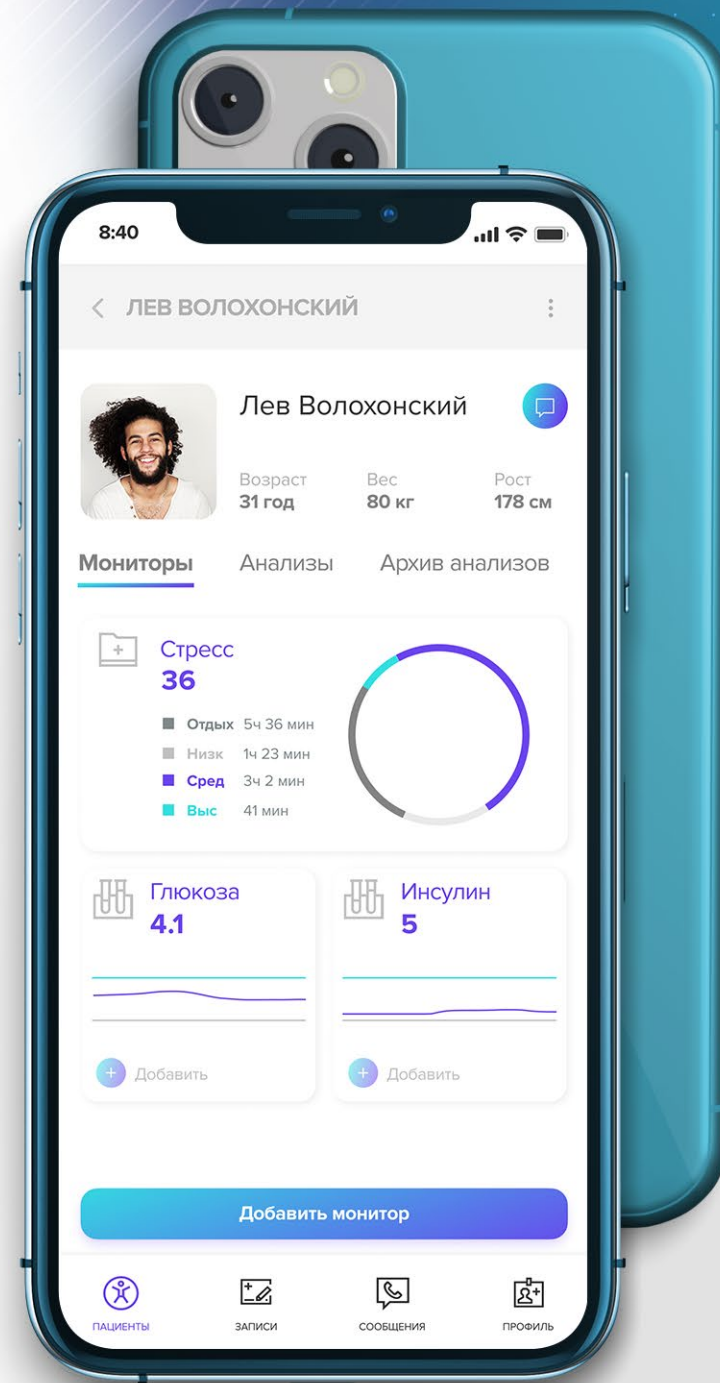 8:40
ЛЕВ ВОЛОХОНСКИЙ
Лев Волохонский
Возраст Вес Рост
31 год 80 кг 178 см
Мониторы Анализы Архив анализов
Стресс
36
Отдых 5ч 36 мин
Низк 1ч 23 мин
Сред 3ч 2 мин
Выс 41 мин
Глюкоза Инсулин
4.1 5
Добавить Добавить
Добавить монитор
ПАЦИЕНТЫ ЗАПИСИ СООБЩЕНИЯ ПРОФИЛЬ